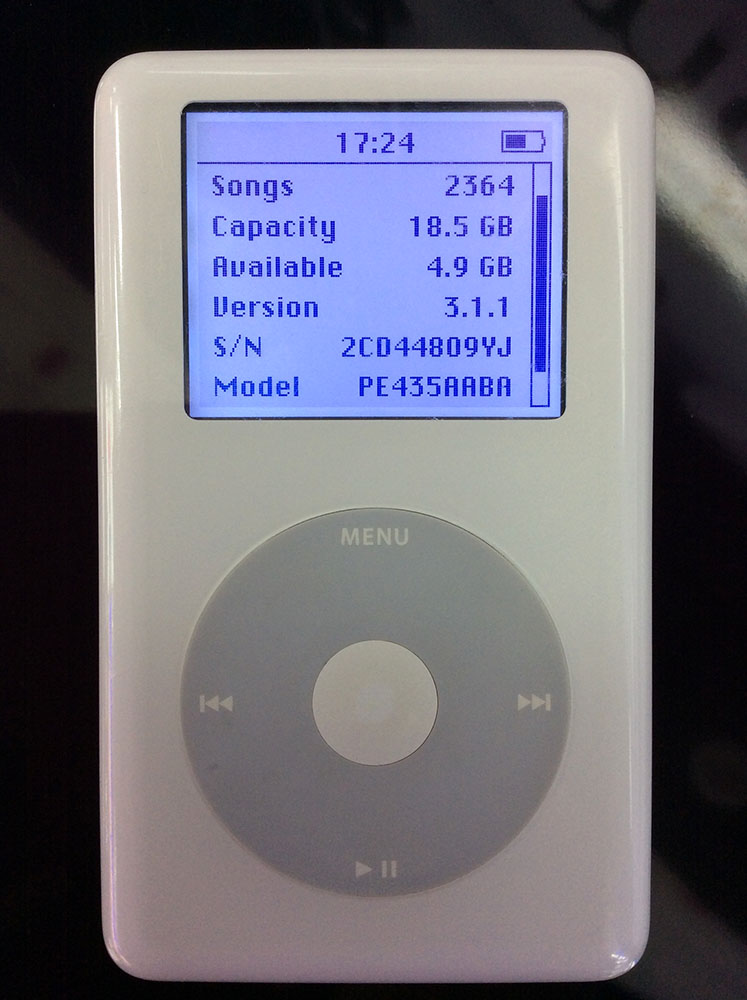 17:24
Songs 2364
Capacity 18.5 GB
Available 4.9 GB
Version 3.1.1
S/N 2CD44809YJ
Model PE435AABA
MENU